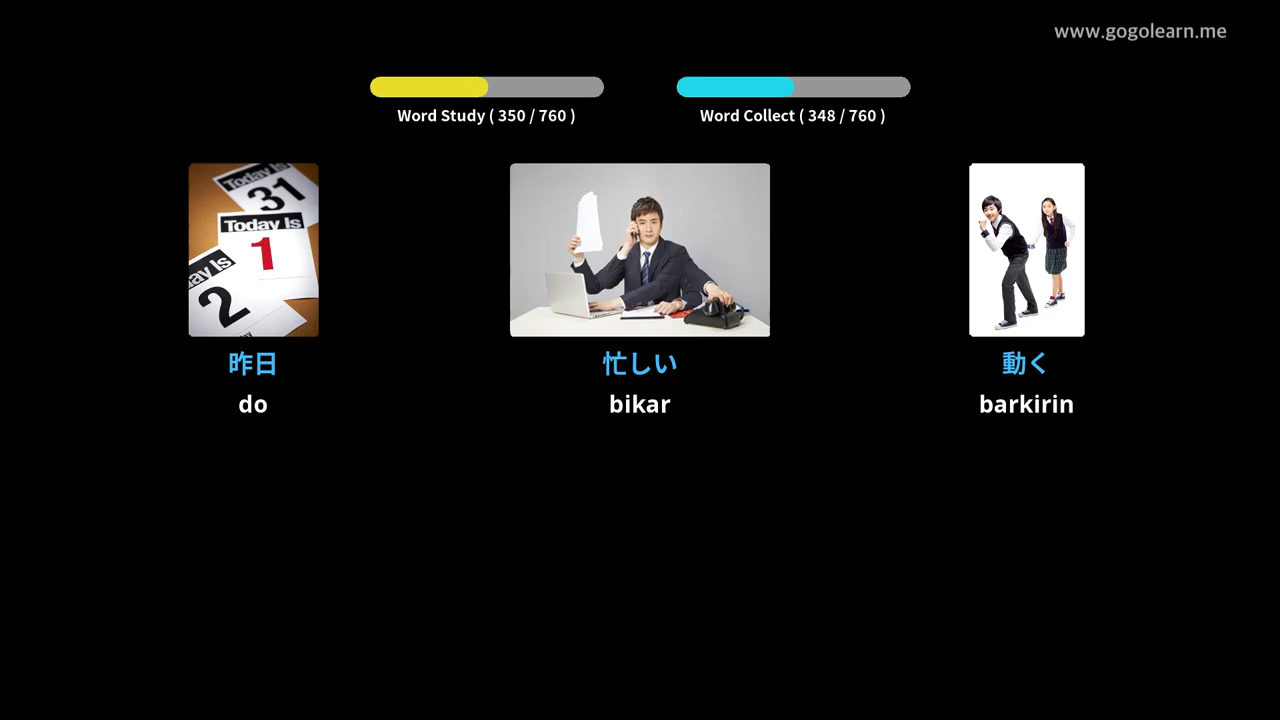 www.gogolearn.me
Word Study ( 350 / 760 )
Word Collect ( 348 / 760 )
Today Is
31
Today Is
1
ay Is
2
昨日
忙しい
動く
do
bikar
barkirin